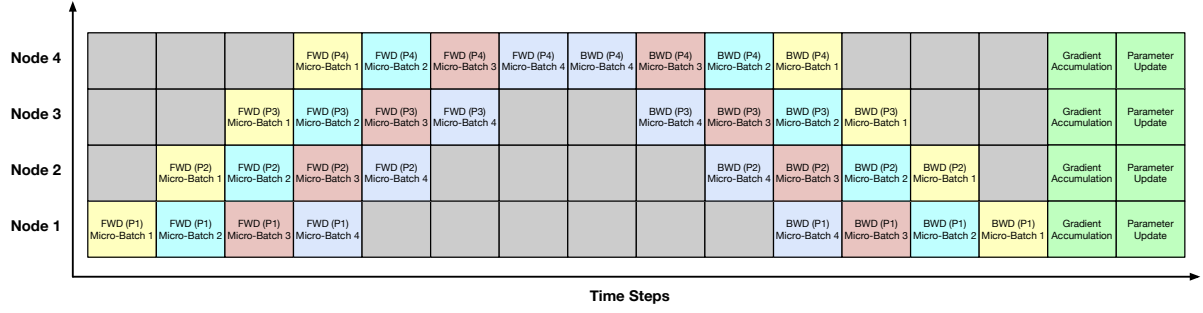 Node 4
FWD (P4)
Micro-Batch 1
FWD (P4)
Micro-Batch 2
FWD (P4)
Micro-Batch 3
FWD (P4)
Micro-Batch 4
BWD (P4)
Micro-Batch 4
BWD (P4)
Micro-Batch 3
BWD (P4)
Micro-Batch 2
BWD (P4)
Micro-Batch 1
Gradient
Accumulation
Parameter
Update
Node 3
FWD (P3)
Micro-Batch 1
FWD (P3)
Micro-Batch 2
FWD (P3)
Micro-Batch 3
FWD (P3)
Micro-Batch 4
BWD (P3)
Micro-Batch 4
BWD (P3)
Micro-Batch 3
BWD (P3)
Micro-Batch 2
BWD (P3)
Micro-Batch 1
Gradient
Accumulation
Parameter
Update
Node 2
FWD (P2)
Micro-Batch 1
FWD (P2)
Micro-Batch 2
FWD (P2)
Micro-Batch 3
FWD (P2)
Micro-Batch 4
BWD (P2)
Micro-Batch 4
BWD (P2)
Micro-Batch 3
BWD (P2)
Micro-Batch 2
BWD (P2)
Micro-Batch 1
Gradient
Accumulation
Parameter
Update
Node 1
FWD (P1)
Micro-Batch 1
FWD (P1)
Micro-Batch 2
FWD (P1)
Micro-Batch 3
FWD (P1)
Micro-Batch 4
BWD (P1)
Micro-Batch 4
BWD (P1)
Micro-Batch 3
BWD (P1)
Micro-Batch 2
BWD (P1)
Micro-Batch 1
Gradient
Accumulation
Parameter
Update
Time Steps